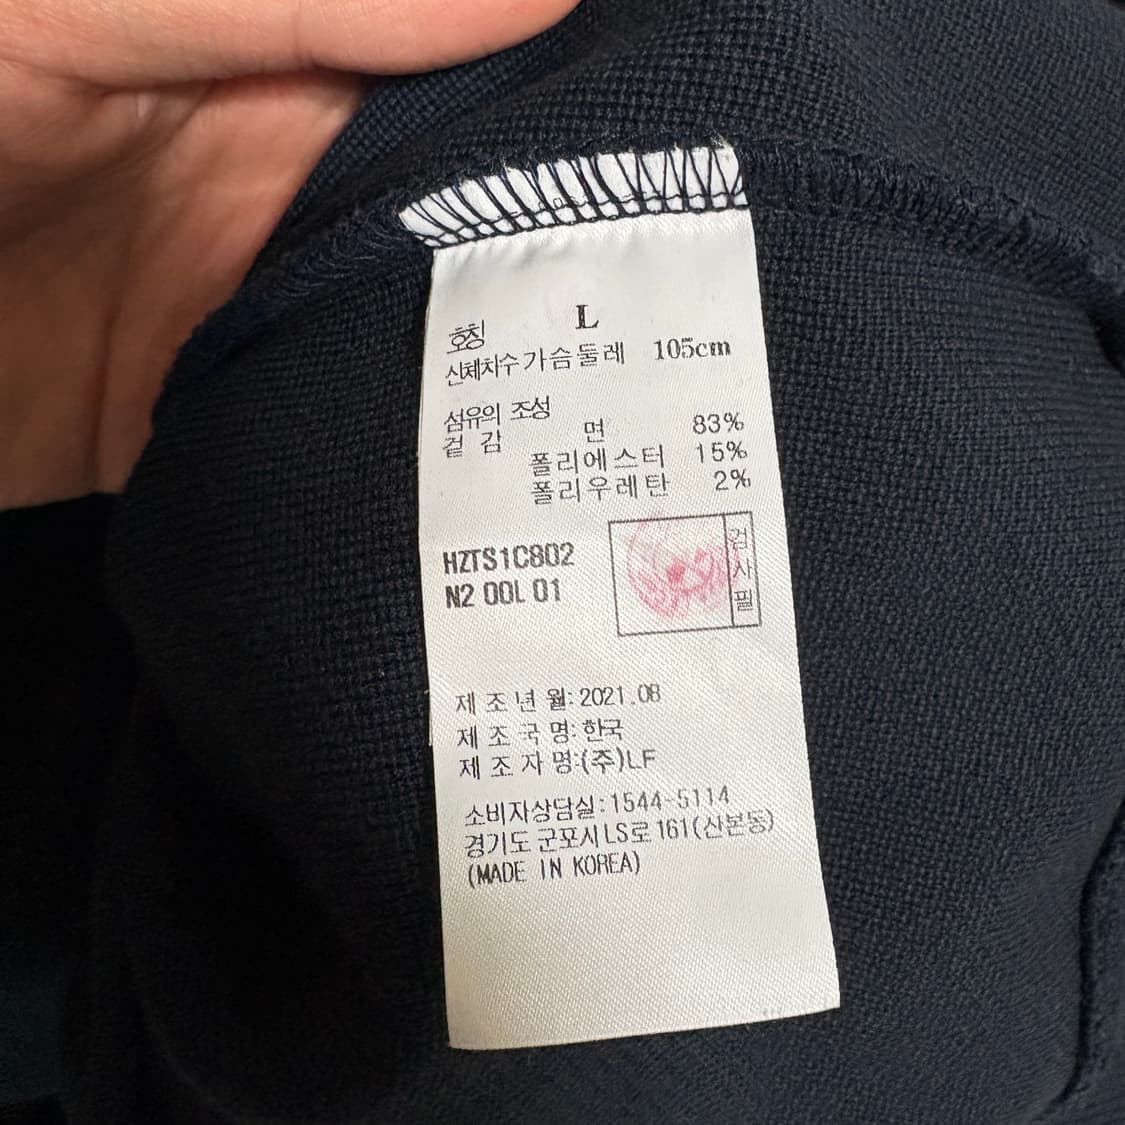 호칭 L
신체치수 가슴둘레 105cm
섬유의 조성
겉감 면 83%
폴리에스터 15%
폴리우레탄 2%
HZTS1C802
N2 00L 01
검사필
제조년월: 2021.08
제조국명: 한국
제조자명:(주)LF
소비자상담실: 1544-5114
경기도 군포시 LS로 161(산본동)
(MADE IN KOREA)